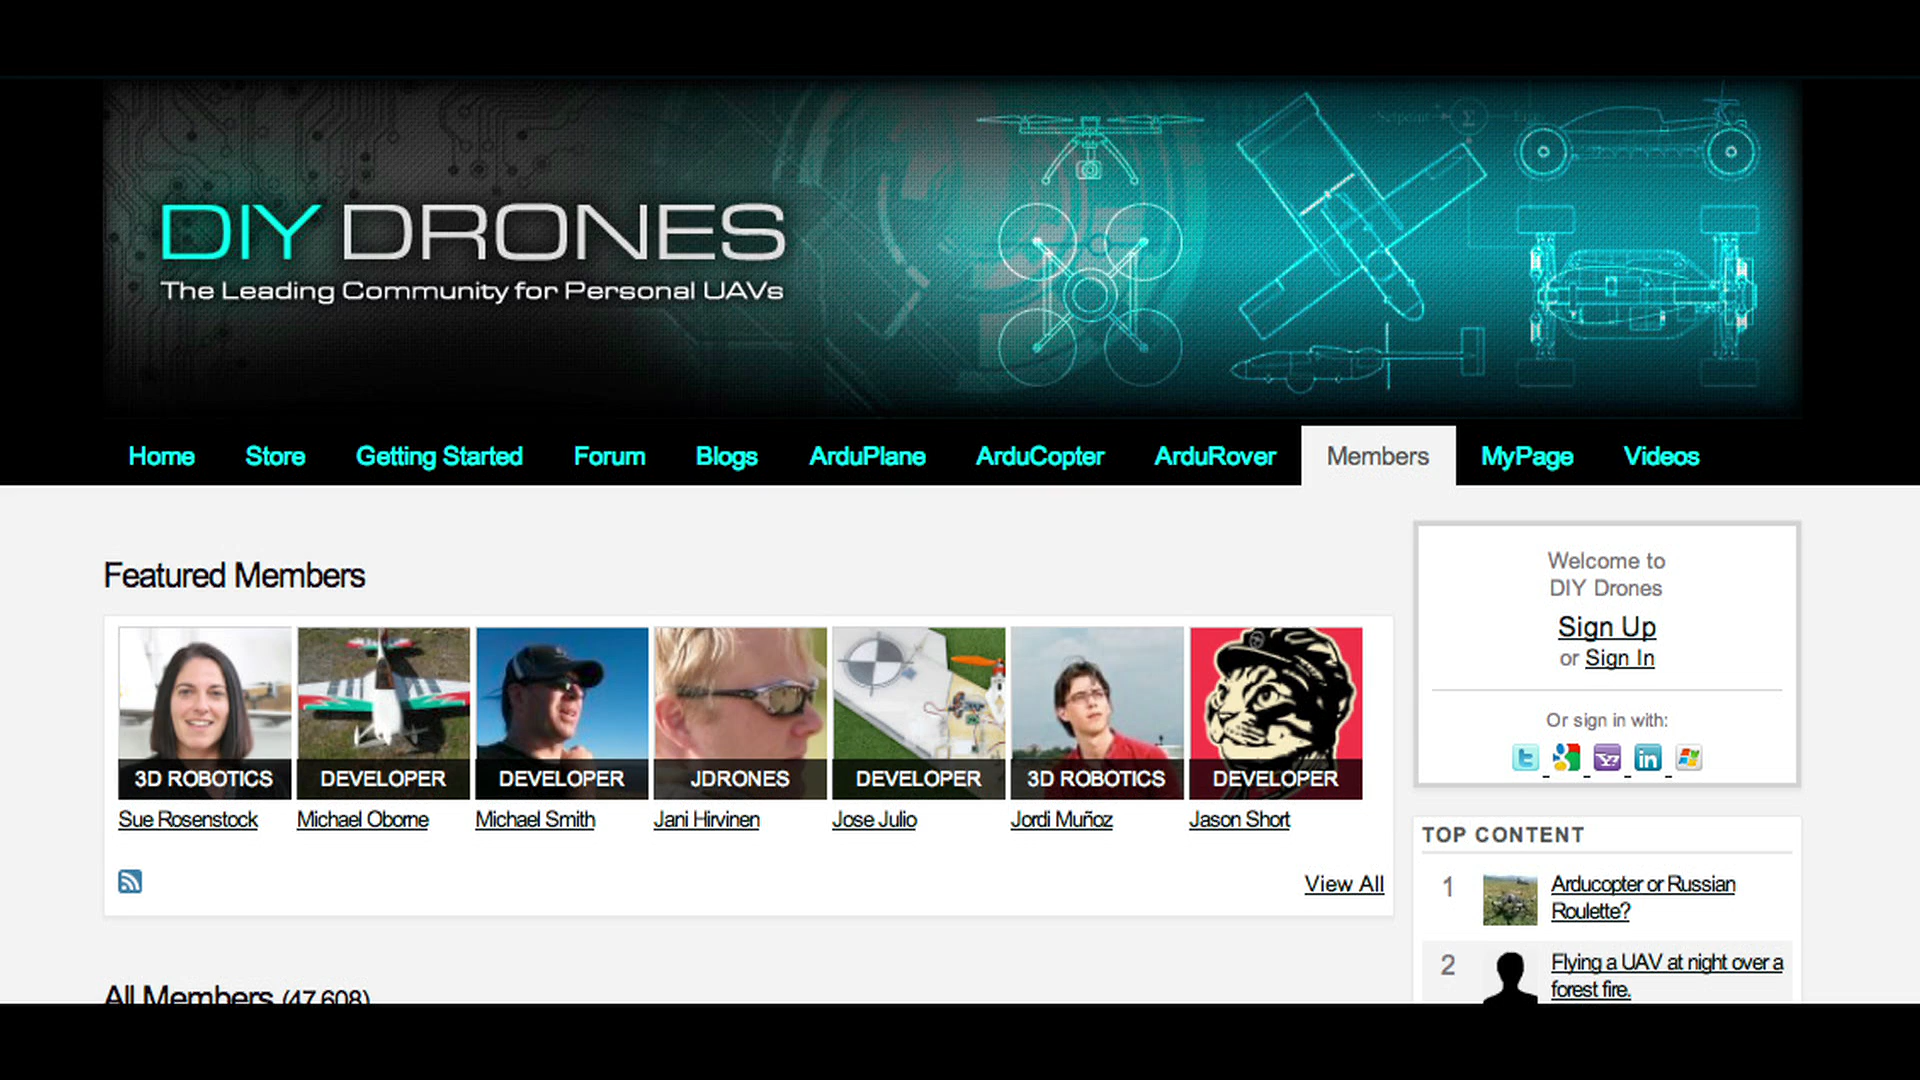 DIY DRONES
The Leading Community for Personal UAVs
Setpoint
Σ
Home Store Getting Started Forum Blogs ArduPlane ArduCopter ArduRover Members MyPage Videos
Featured Members
3D ROBOTICS DEVELOPER DEVELOPER JDRONES DEVELOPER 3D ROBOTICS DEVELOPER
Sue Rosenstock Michael Oborne Michael Smith Jani Hirvinen Jose Julio Jordi Muñoz Jason Short
View All
All Members (47,608)
Welcome to
DIY Drones
Sign Up
or Sign In
Or sign in with:
TOP CONTENT
1 Arducopter or Russian
Roulette?
2 Flying a UAV at night over a
forest fire.